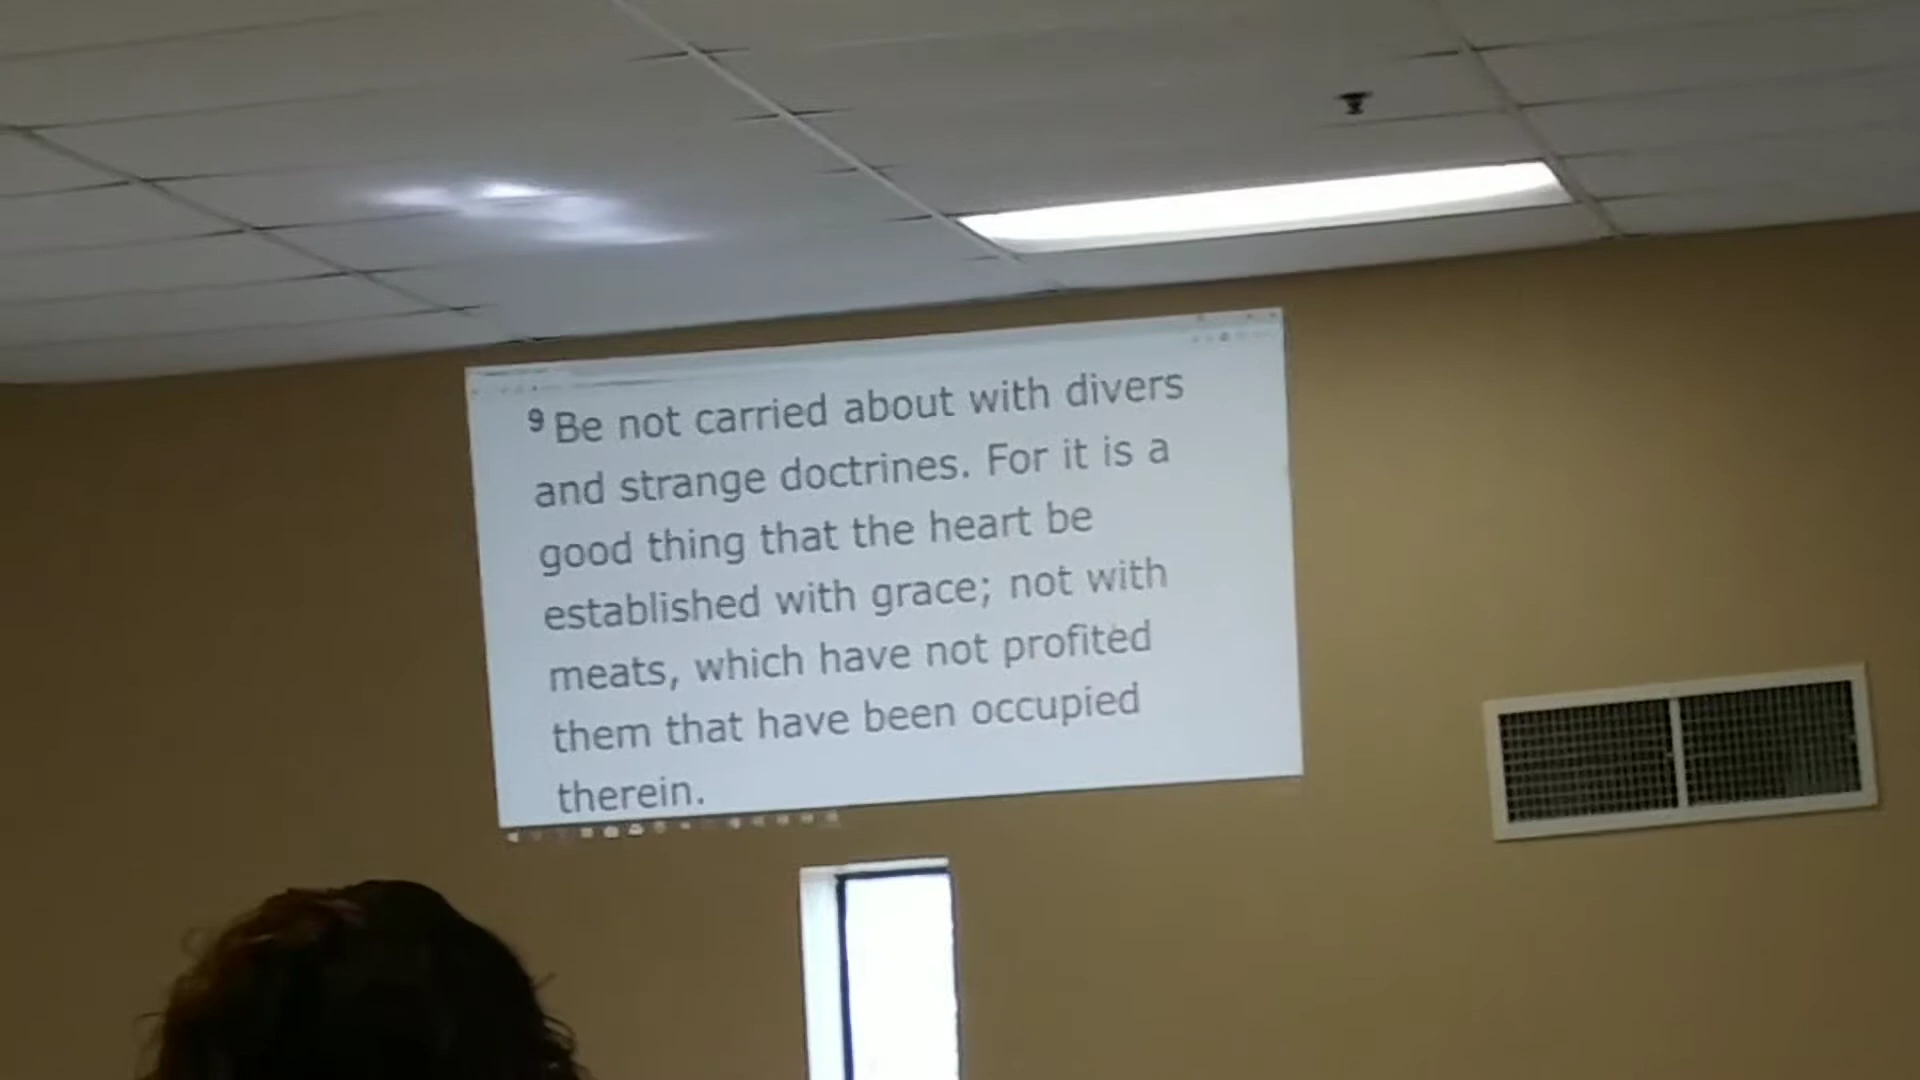 9 Be not carried about with divers
and strange doctrines. For it is a
good thing that the heart be
established with grace; not with
meats, which have not profited
them that have been occupied
therein.